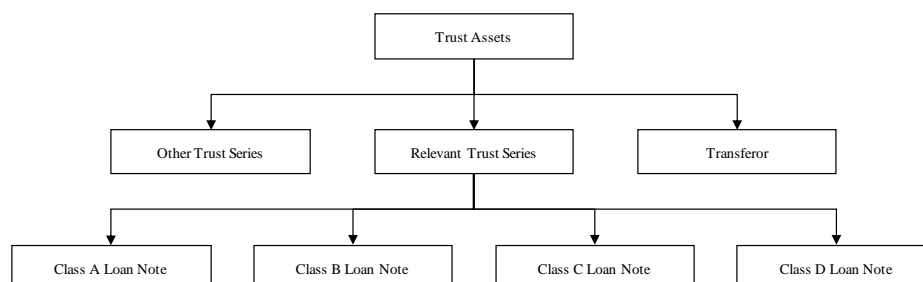 Trust Assets
Other Trust Series
Relevant Trust Series
Transferor
Class A Loan Note
Class B Loan Note
Class C Loan Note
Class D Loan Note